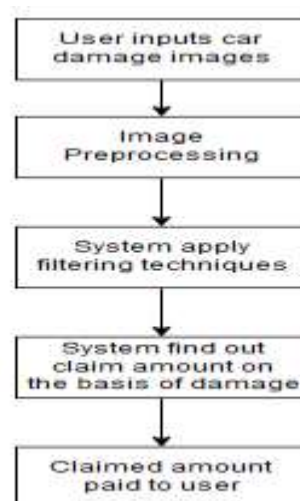 User inputs car
damage images
Image
Preprocessing
System apply
filtering techniques
System find out
claim amount on
the basis of damage
Claimed amount
paid to user